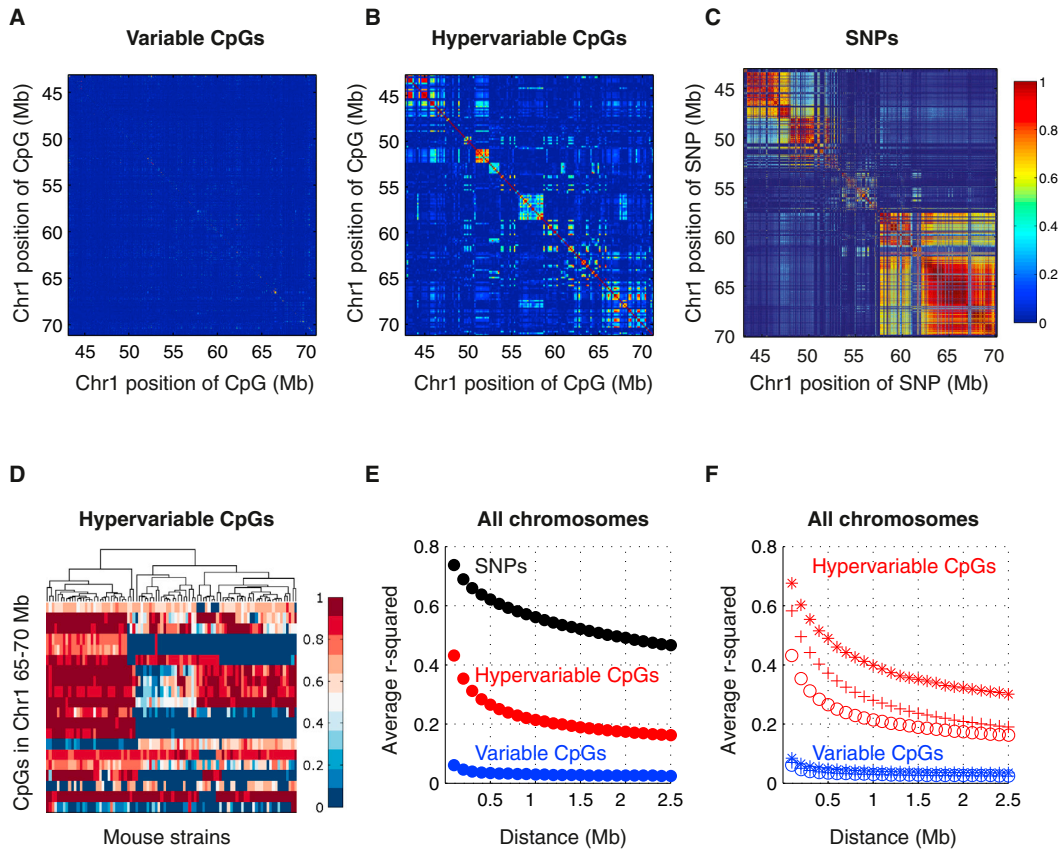 A
Variable CpGs
Chr1 position of CpG (Mb)
45
50
55
60
65
70
45 50 55 60 65 70
Chr1 position of CpG (Mb)
B
Hypervariable CpGs
Chr1 position of CpG (Mb)
45
50
55
60
65
70
45 50 55 60 65 70
Chr1 position of CpG (Mb)
C
SNPs
Chr1 position of SNP (Mb)
45
50
55
60
65
70
45 50 55 60 65 70
Chr1 position of SNP (Mb)
1
0.8
0.6
0.4
0.2
0
D
Hypervariable CpGs
CpGs in Chr1 65-70 Mb
Mouse strains
1
0.8
0.6
0.4
0.2
0
E
All chromosomes
Average r-squared
0.8
0.6
0.4
0.2
0
SNPs
Hypervariable CpGs
Variable CpGs
0.5 1 1.5 2 2.5
Distance (Mb)
F
All chromosomes
Average r-squared
0.8
0.6
0.4
0.2
0
Hypervariable CpGs
Variable CpGs
0.5 1 1.5 2 2.5
Distance (Mb)